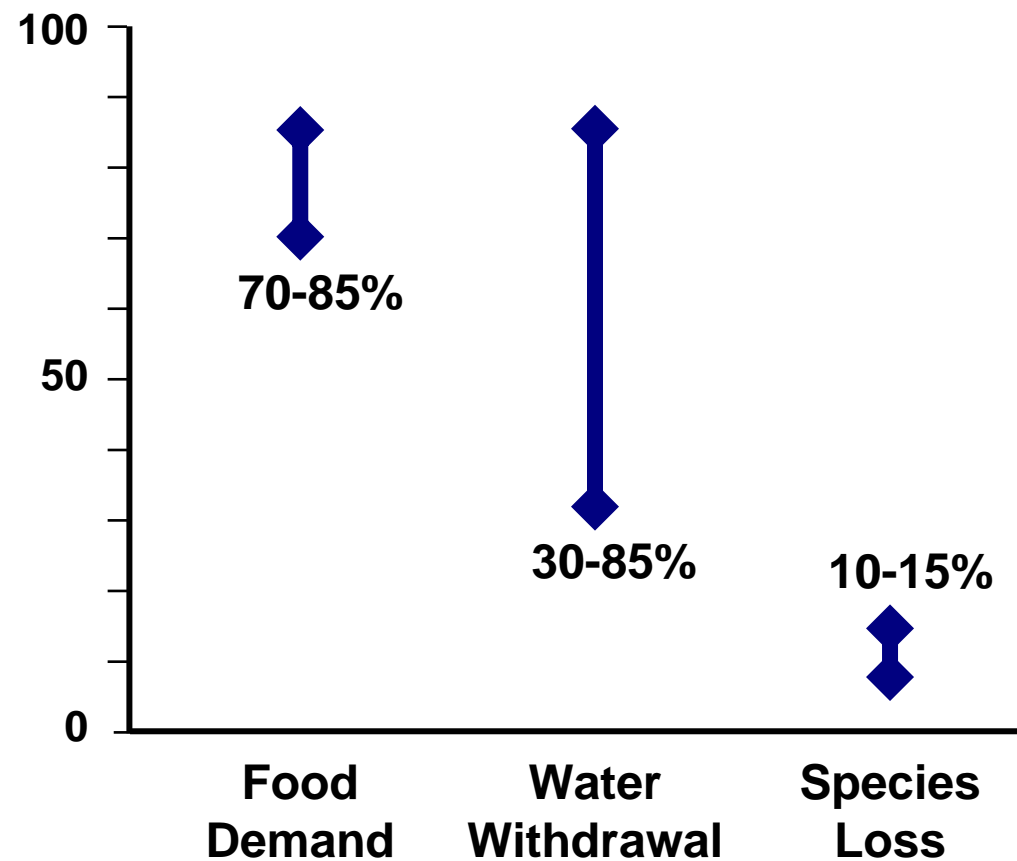 100
70-85%
50
30-85%
10-15%
0
Food
Demand
Water
Withdrawal
Species
Loss